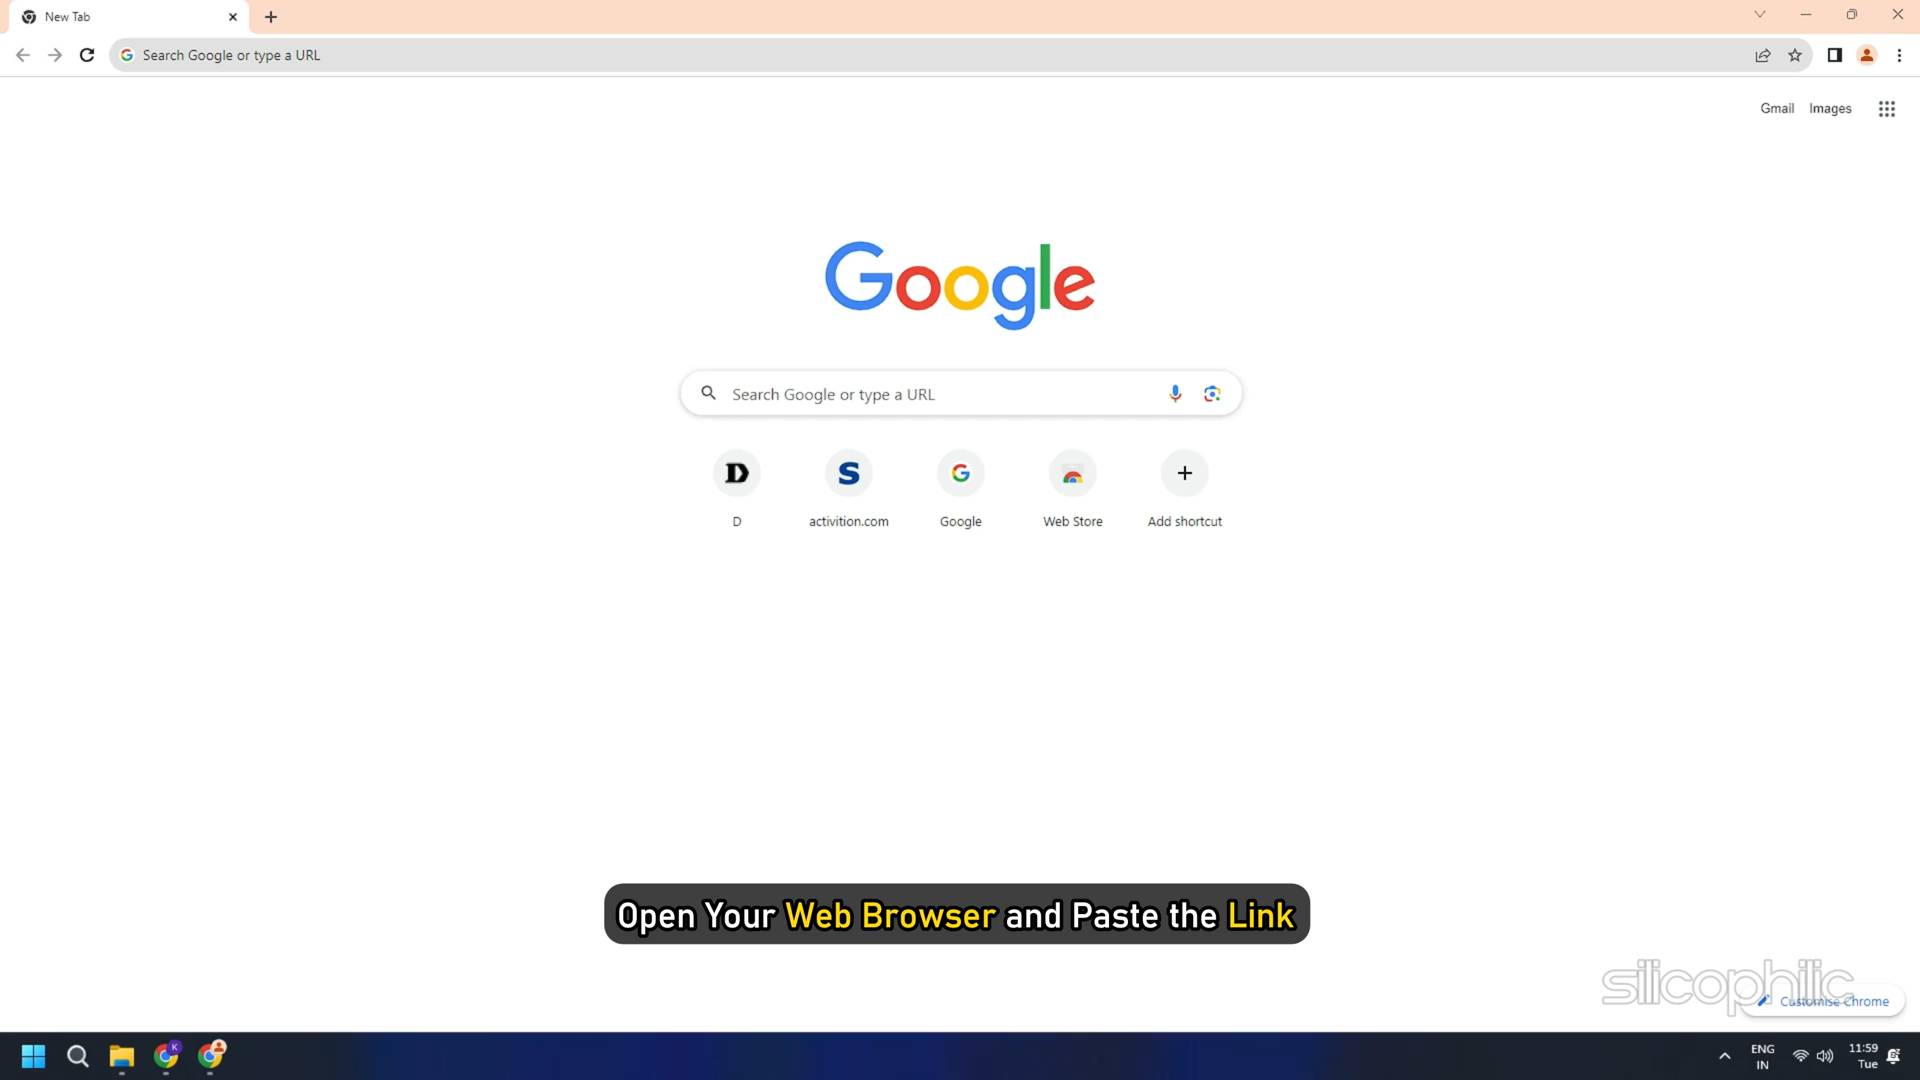 New Tab
Search Google or type a URL
Gmail Images
Google
Search Google or type a URL
D activition.com Google Web Store Add shortcut
Open Your Web Browser and Paste the Link
silicophilic
Customise Chrome
K
ENG
IN
11:59
Tue